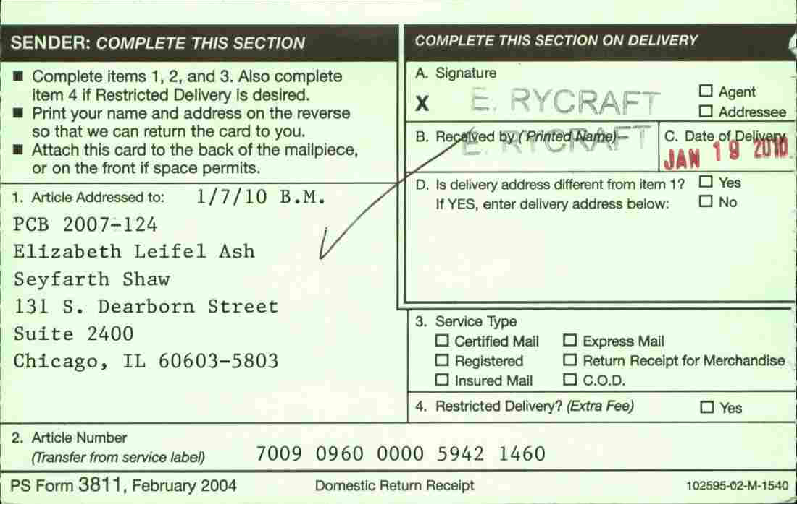 SENDER: COMPLETE THIS SECTION
■ Complete items 1, 2, and 3. Also complete
item 4 if Restricted Delivery is desired.
■ Print your name and address on the reverse
so that we can return the card to you.
■ Attach this card to the back of the mailpiece,
or on the front if space permits.
1. Article Addressed to: 1/7/10 B.M.
PCB 2007-124
Elizabeth Leifel Ash
Seyfarth Shaw
131 S. Dearborn Street
Suite 2400
Chicago, IL 60603-5803
COMPLETE THIS SECTION ON DELIVERY
A. Signature
X E. RYCRAFT
☐ Agent
☐ Addressee
B. Received by (Printed Name)
E. RYCRAFT
C. Date of Delivery
JAN 19 2010
D. Is delivery address different from item 1? ☐ Yes
If YES, enter delivery address below: ☐ No
3. Service Type
☐ Certified Mail ☐ Express Mail
☐ Registered ☐ Return Receipt for Merchandise
☐ Insured Mail ☐ C.O.D.
4. Restricted Delivery? (Extra Fee) ☐ Yes
2. Article Number
(Transfer from service label) 7009 0960 0000 5942 1460
PS Form 3811, February 2004 Domestic Return Receipt 102595-02-M-1540